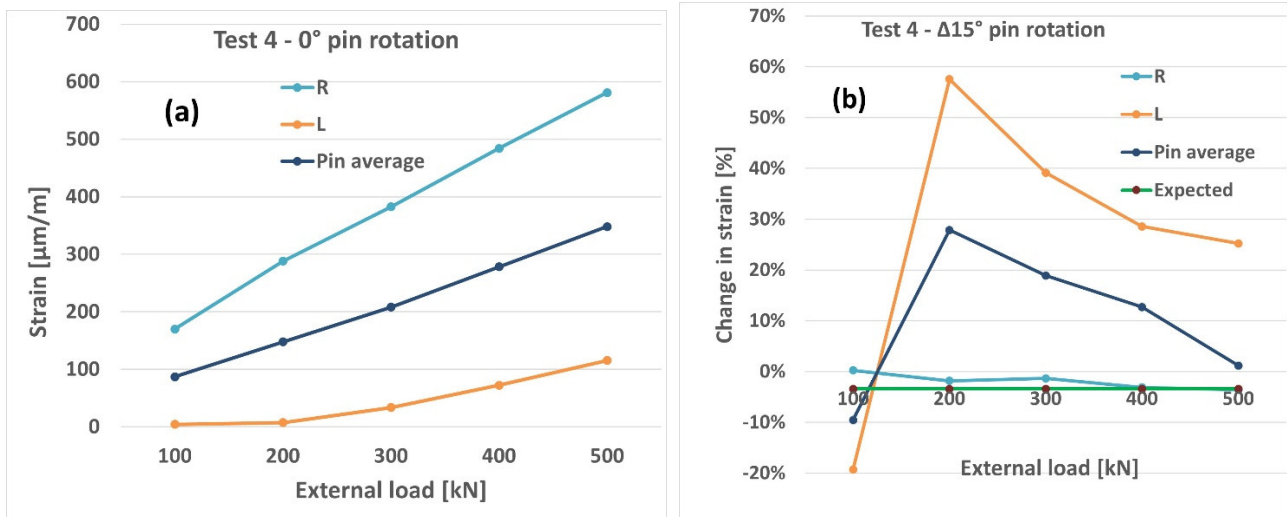 Test 4 - 0° pin rotation
(a)
R
L
Pin average
Strain [µm/m]
700
600
500
400
300
200
100
0
100 200 300 400 500
External load [kN]
Test 4 - Δ15° pin rotation
(b)
R
L
Pin average
Expected
Change in strain [%]
70%
60%
50%
40%
30%
20%
10%
0%
-10%
-20%
100 200 300 400 500
External load [kN]